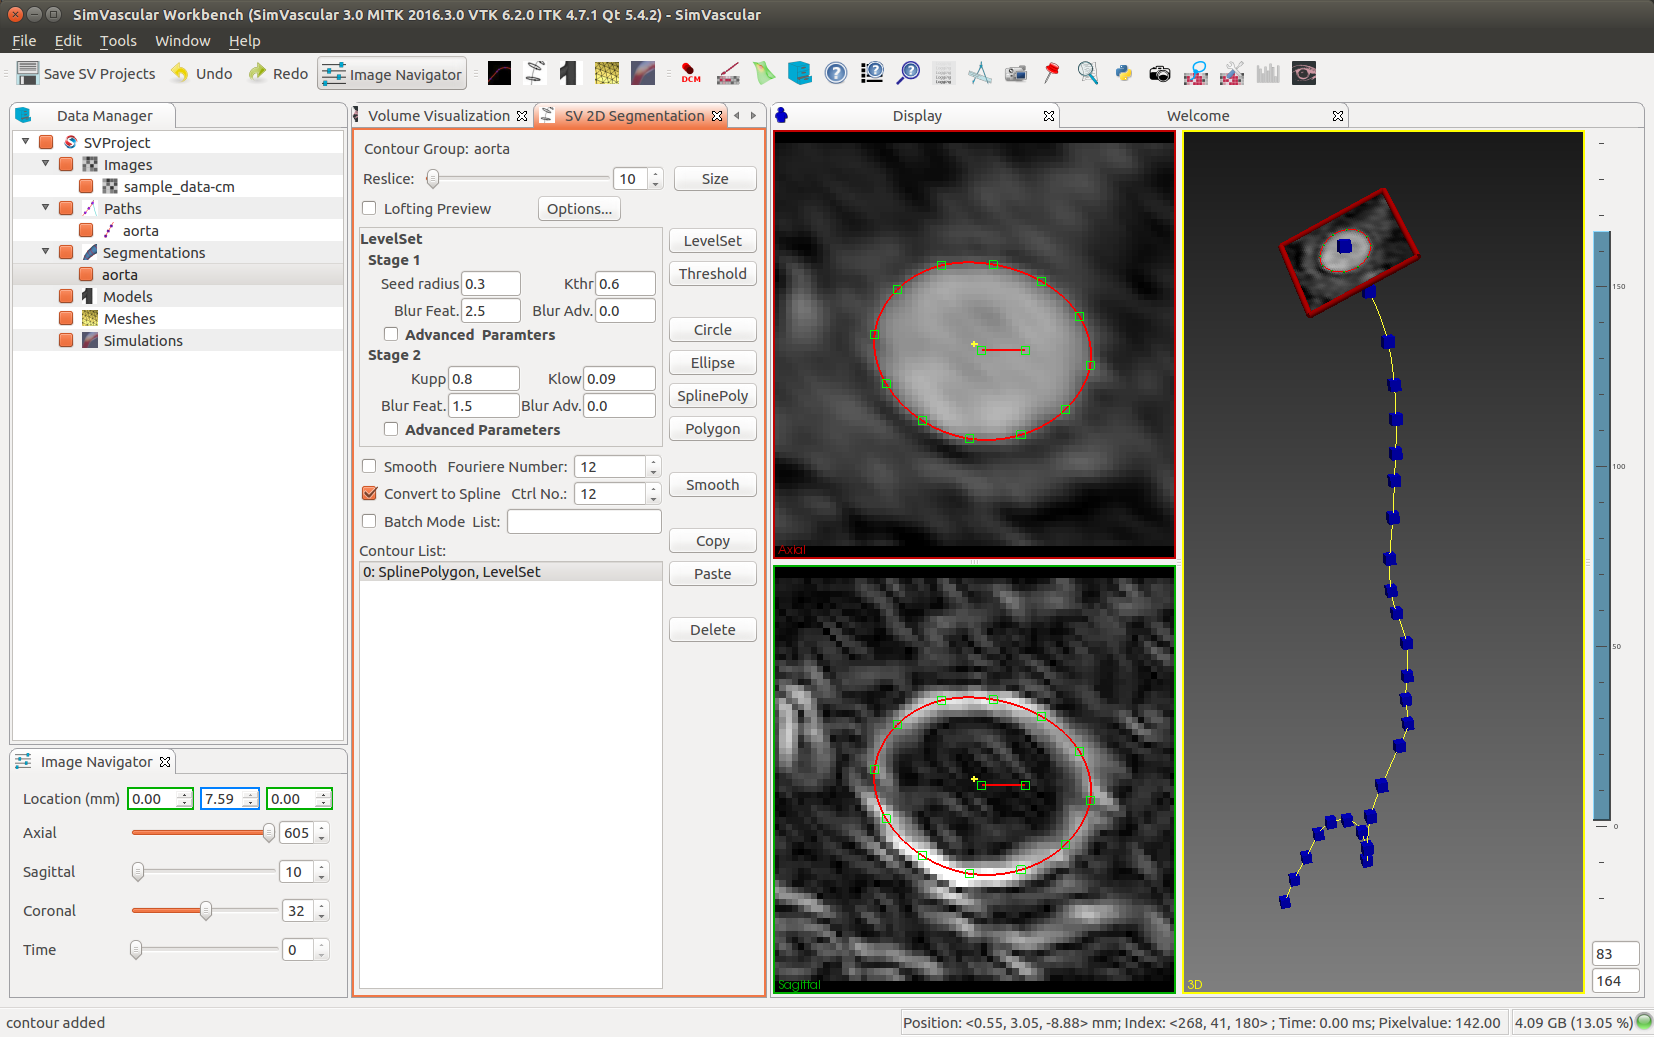 SimVascular Workbench (SimVascular 3.0 MITK 2016.3.0 VTK 6.2.0 ITK 4.7.1 Qt 5.4.2) - SimVascular
File Edit Tools Window Help
Save SV Projects Undo Redo Image Navigator DCM
Data Manager
SVProject
Images
sample_data-cm
Paths
aorta
Segmentations
aorta
Models
Meshes
Simulations
Image Navigator
Location (mm) 0.00 7.59 0.00
Axial 605
Sagittal 10
Coronal 32
Time 0
Volume Visualization SV 2D Segmentation
Contour Group: aorta
Reslice: 10 Size
Lofting Preview Options...
LevelSet
Stage 1
Seed radius 0.3 Kthr 0.6
Blur Feat. 2.5 Blur Adv. 0.0
Advanced Paramters
Stage 2
Kupp 0.8 Klow 0.09
Blur Feat. 1.5 Blur Adv. 0.0
Advanced Parameters
Smooth Fouriere Number: 12
Convert to Spline Ctrl No.: 12
Batch Mode List:
Contour List:
0: SplinePolygon, LevelSet
LevelSet
Threshold
Circle
Ellipse
SplinePoly
Polygon
Smooth
Copy
Paste
Delete
Display Welcome
Axial
Sagittal
3D
150
100
50
0
83
164
contour added
Position: <0.55, 3.05, -8.88> mm; Index: <268, 41, 180> ; Time: 0.00 ms; Pixelvalue: 142.00 4.09 GB (13.05 %)